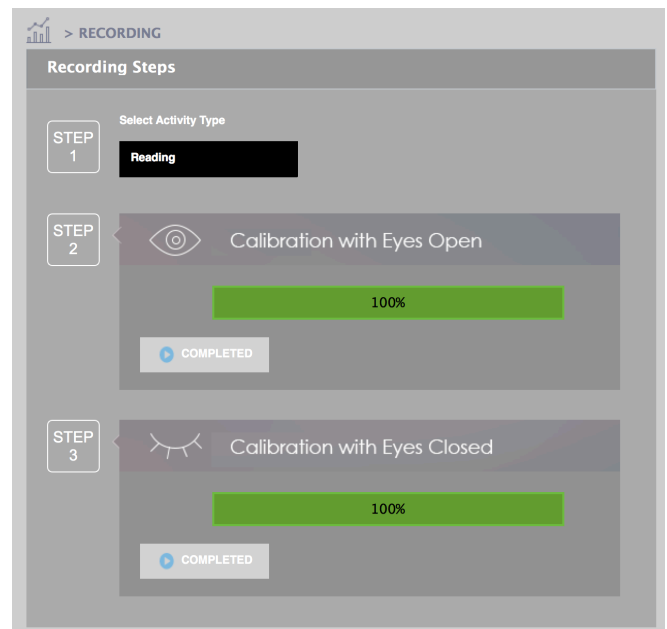 > RECORDING
Recording Steps
Select Activity Type
STEP
1
Reading
STEP
2
Calibration with Eyes Open
100%
COMPLETED
STEP
3
Calibration with Eyes Closed
100%
COMPLETED